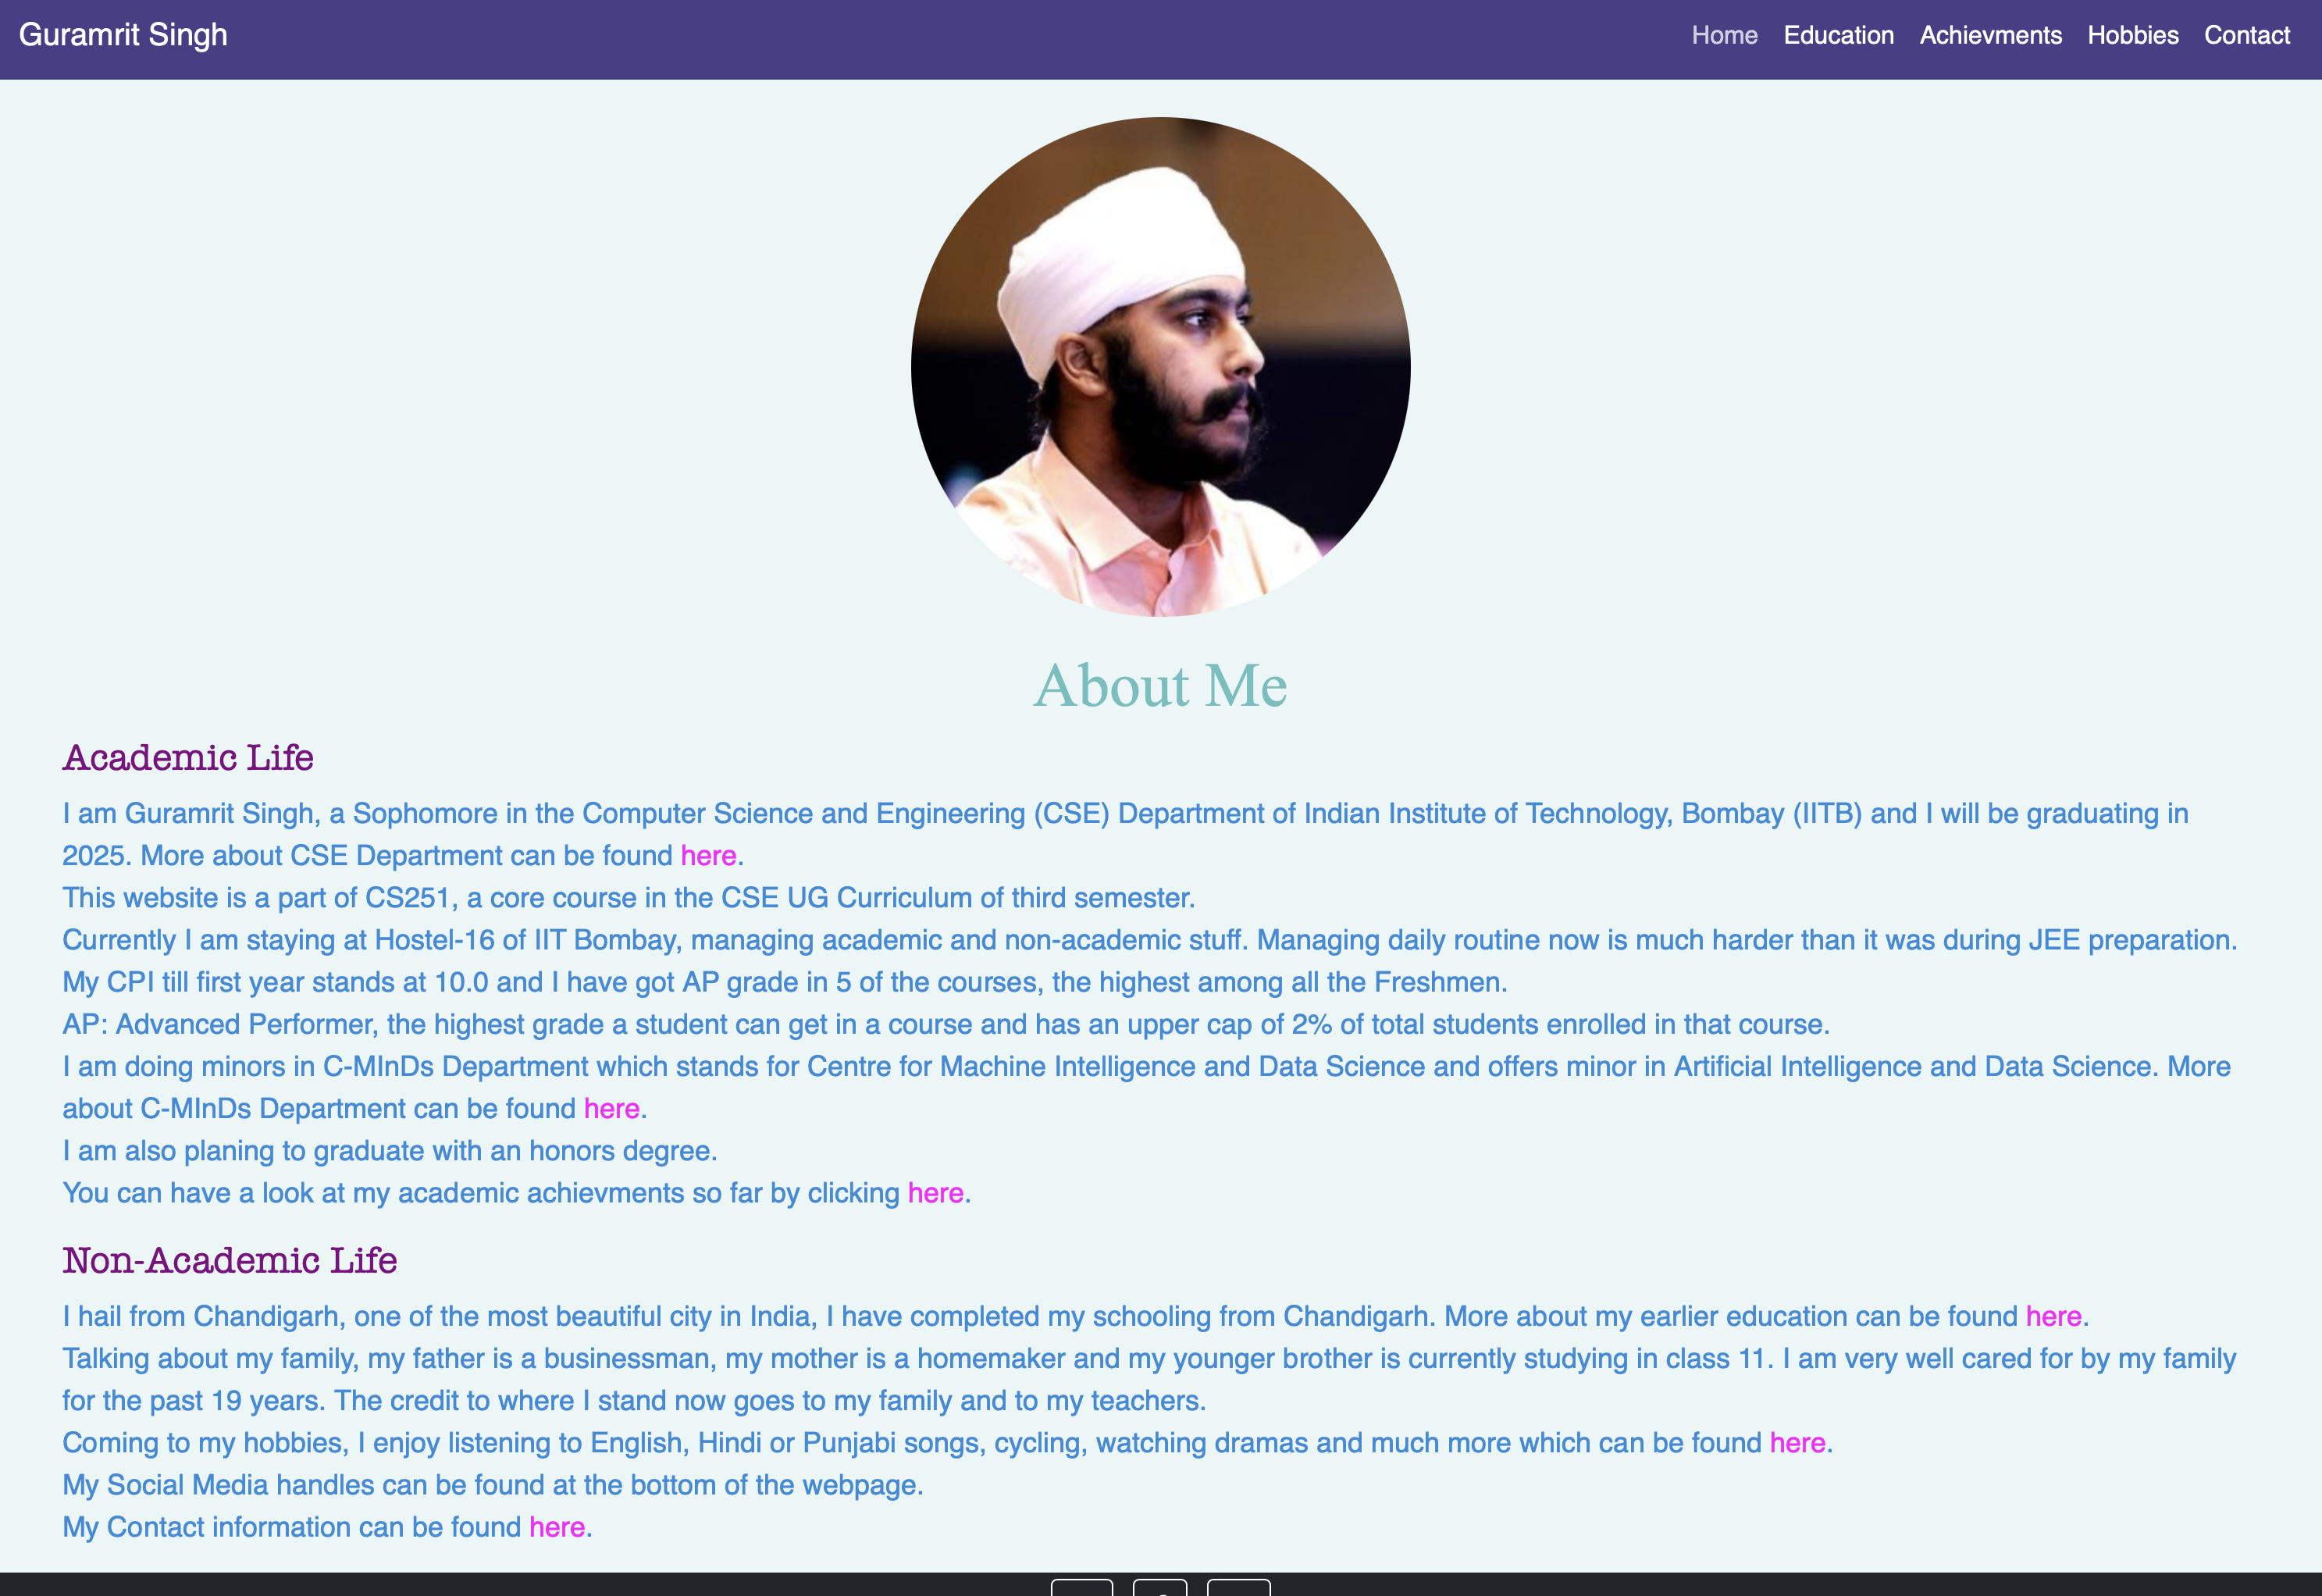 Guramrit Singh
Home Education Achievments Hobbies Contact
About Me
Academic Life
I am Guramrit Singh, a Sophomore in the Computer Science and Engineering (CSE) Department of Indian Institute of Technology, Bombay (IITB) and I will be graduating in
2025. More about CSE Department can be found here.
This website is a part of CS251, a core course in the CSE UG Curriculum of third semester.
Currently I am staying at Hostel-16 of IIT Bombay, managing academic and non-academic stuff. Managing daily routine now is much harder than it was during JEE preparation.
My CPI till first year stands at 10.0 and I have got AP grade in 5 of the courses, the highest among all the Freshmen.
AP: Advanced Performer, the highest grade a student can get in a course and has an upper cap of 2% of total students enrolled in that course.
I am doing minors in C-MInDs Department which stands for Centre for Machine Intelligence and Data Science and offers minor in Artificial Intelligence and Data Science. More
about C-MInDs Department can be found here.
I am also planing to graduate with an honors degree.
You can have a look at my academic achievments so far by clicking here.
Non-Academic Life
I hail from Chandigarh, one of the most beautiful city in India, I have completed my schooling from Chandigarh. More about my earlier education can be found here.
Talking about my family, my father is a businessman, my mother is a homemaker and my younger brother is currently studying in class 11. I am very well cared for by my family
for the past 19 years. The credit to where I stand now goes to my family and to my teachers.
Coming to my hobbies, I enjoy listening to English, Hindi or Punjabi songs, cycling, watching dramas and much more which can be found here.
My Social Media handles can be found at the bottom of the webpage.
My Contact information can be found here.